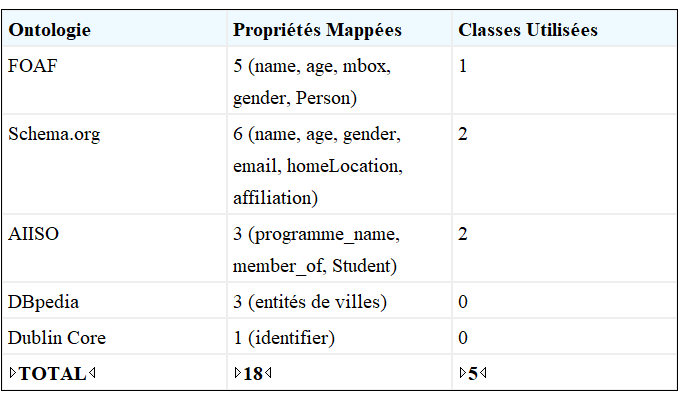 Ontologie Propriétés Mappées Classes Utilisées
FOAF 5 (name, age, mbox, 1
gender, Person)
Schema.org 6 (name, age, gender, 2
email, homeLocation,
affiliation)
AIISO 3 (programme_name, 2
member_of, Student)
DBpedia 3 (entités de villes) 0
Dublin Core 1 (identifier) 0
▷TOTAL◁ ▷18◁ ▷5◁